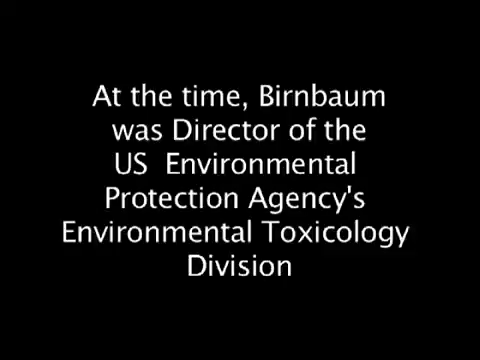 At the time, Birnbaum
was Director of the
US  Environmental
Protection Agency's
Environmental Toxicology
Division